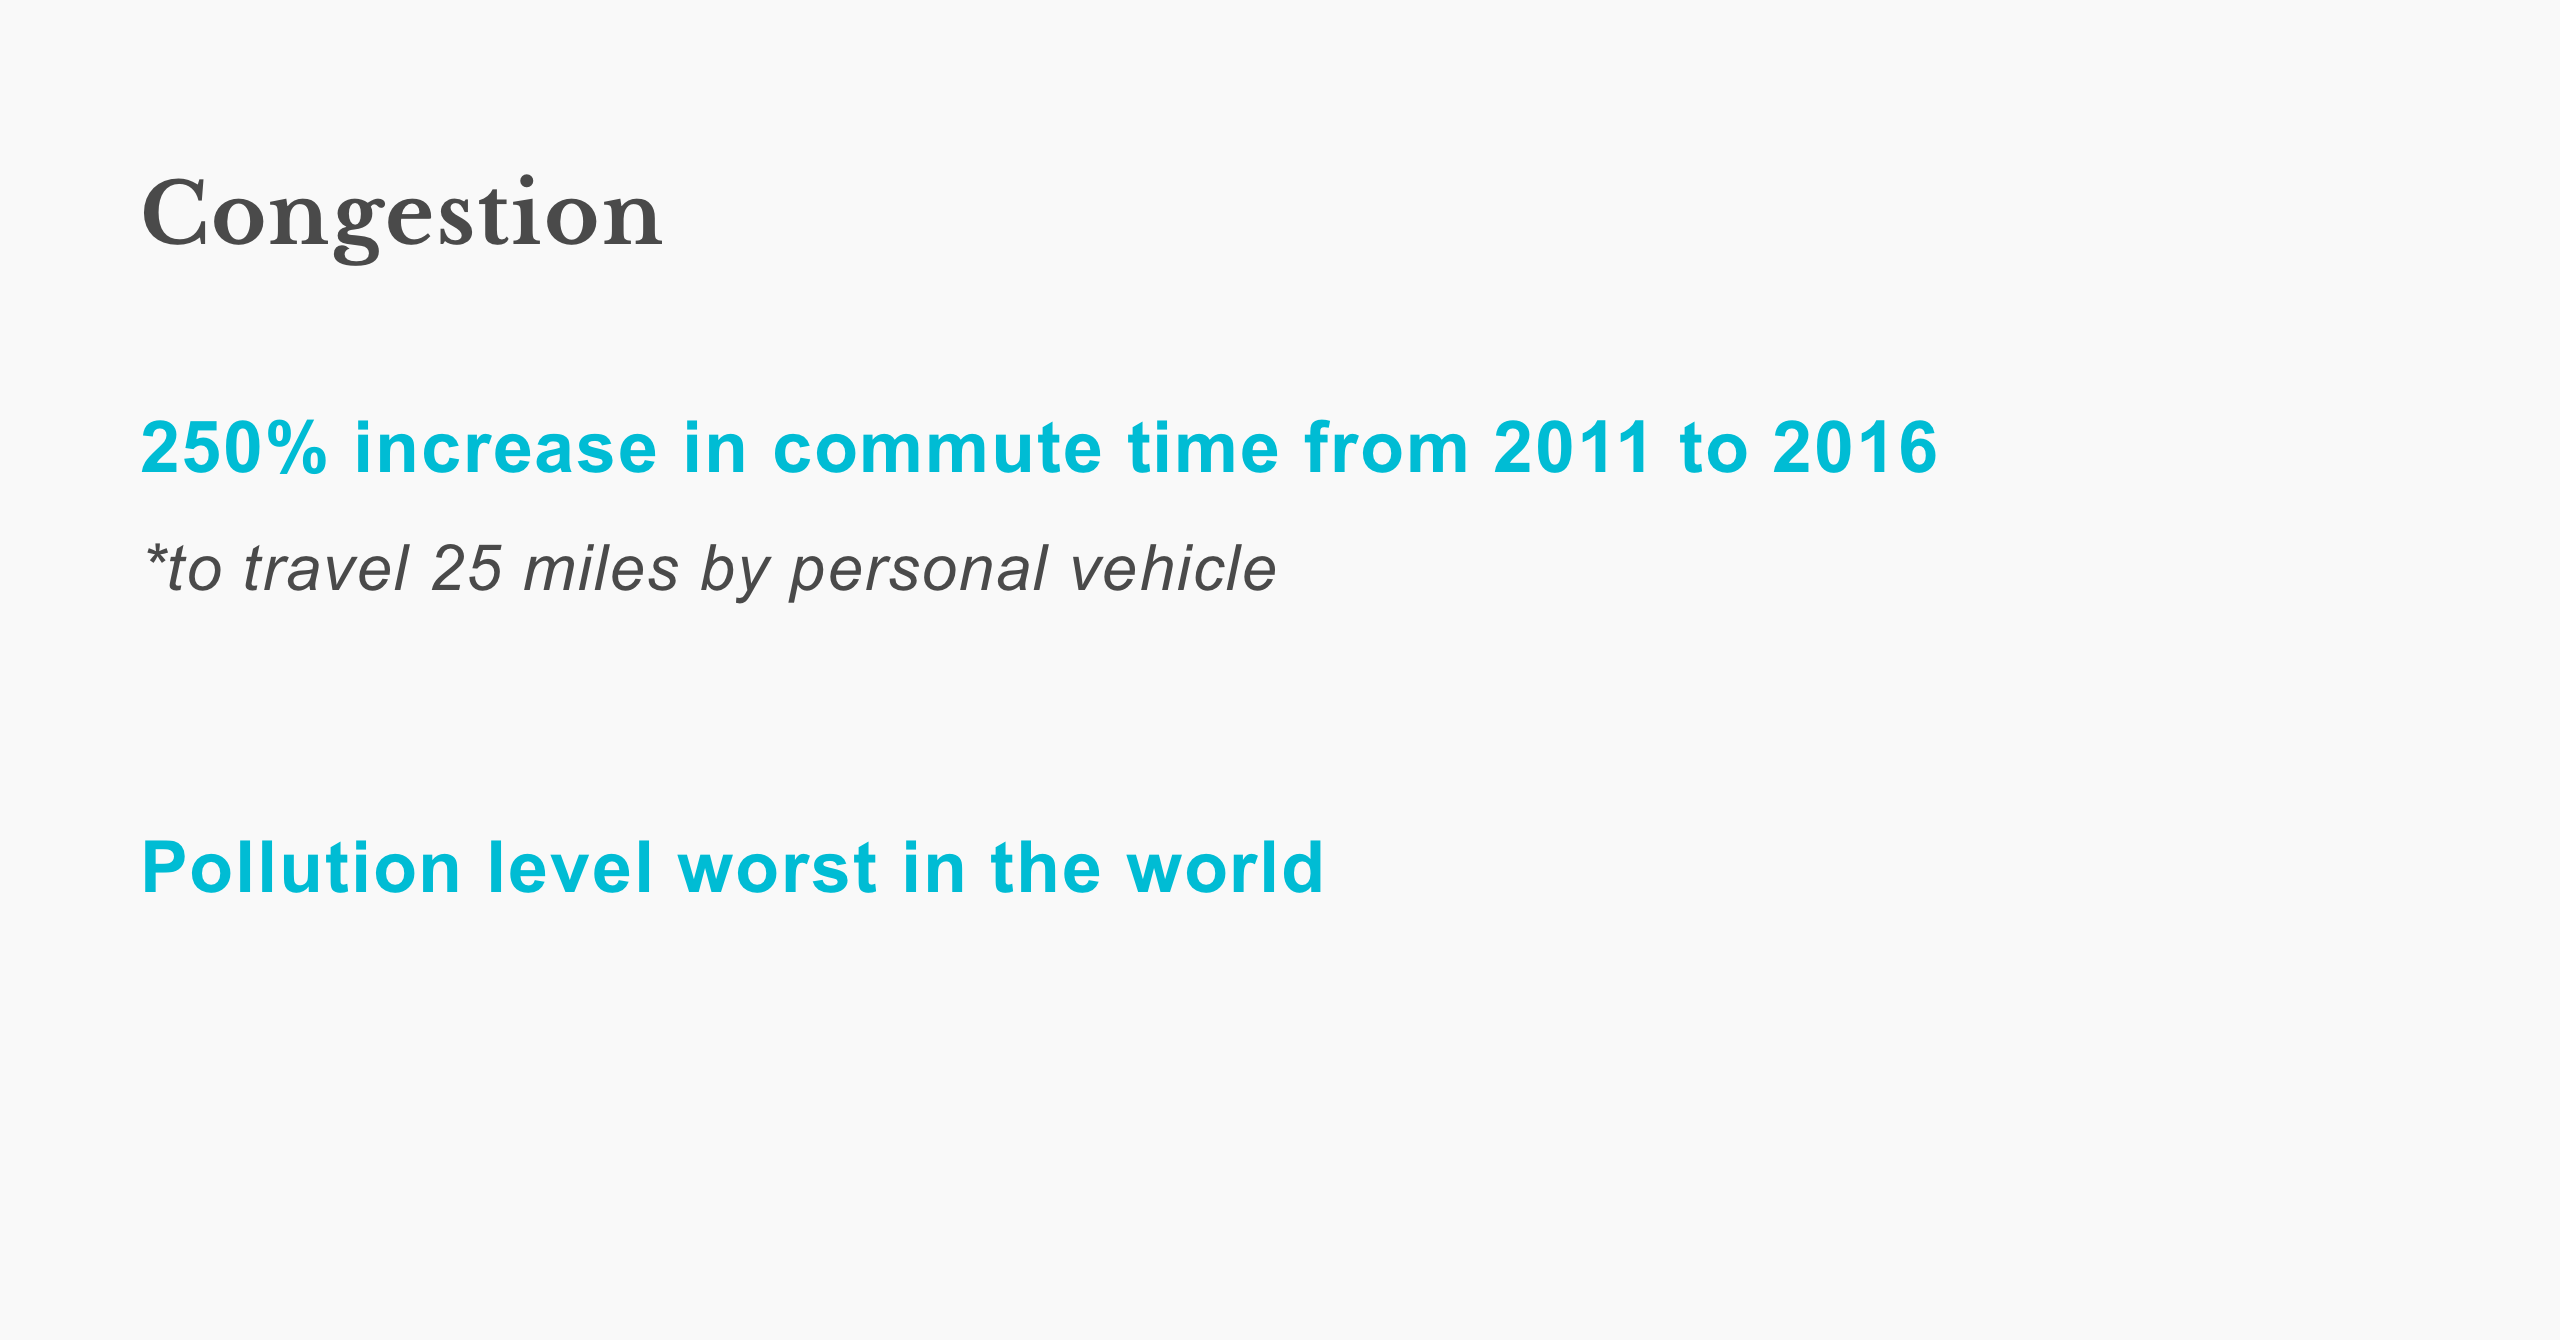 Congestion
250% increase in commute time from 2011 to 2016
*to travel 25 miles by personal vehicle
Pollution level worst in the world